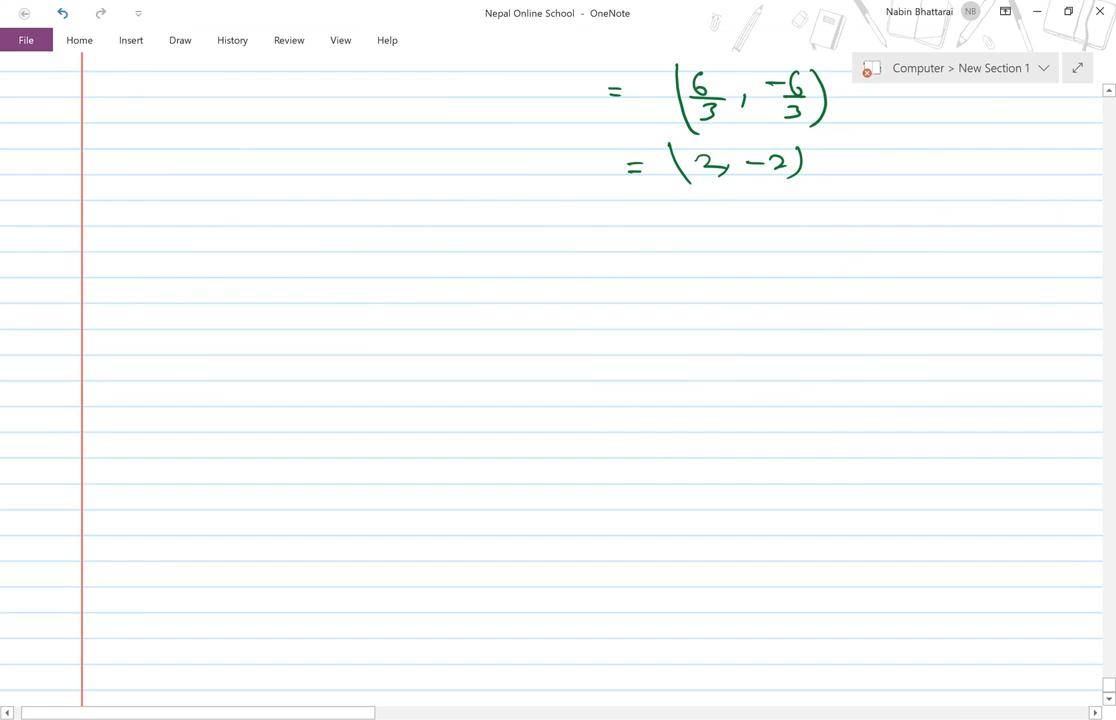 Nepal Online School - OneNote
Nabin Bhattarai NB
File Home Insert Draw History Review View Help
Computer > New Section 1
= (6/3, -6/3)
= (2, -2)